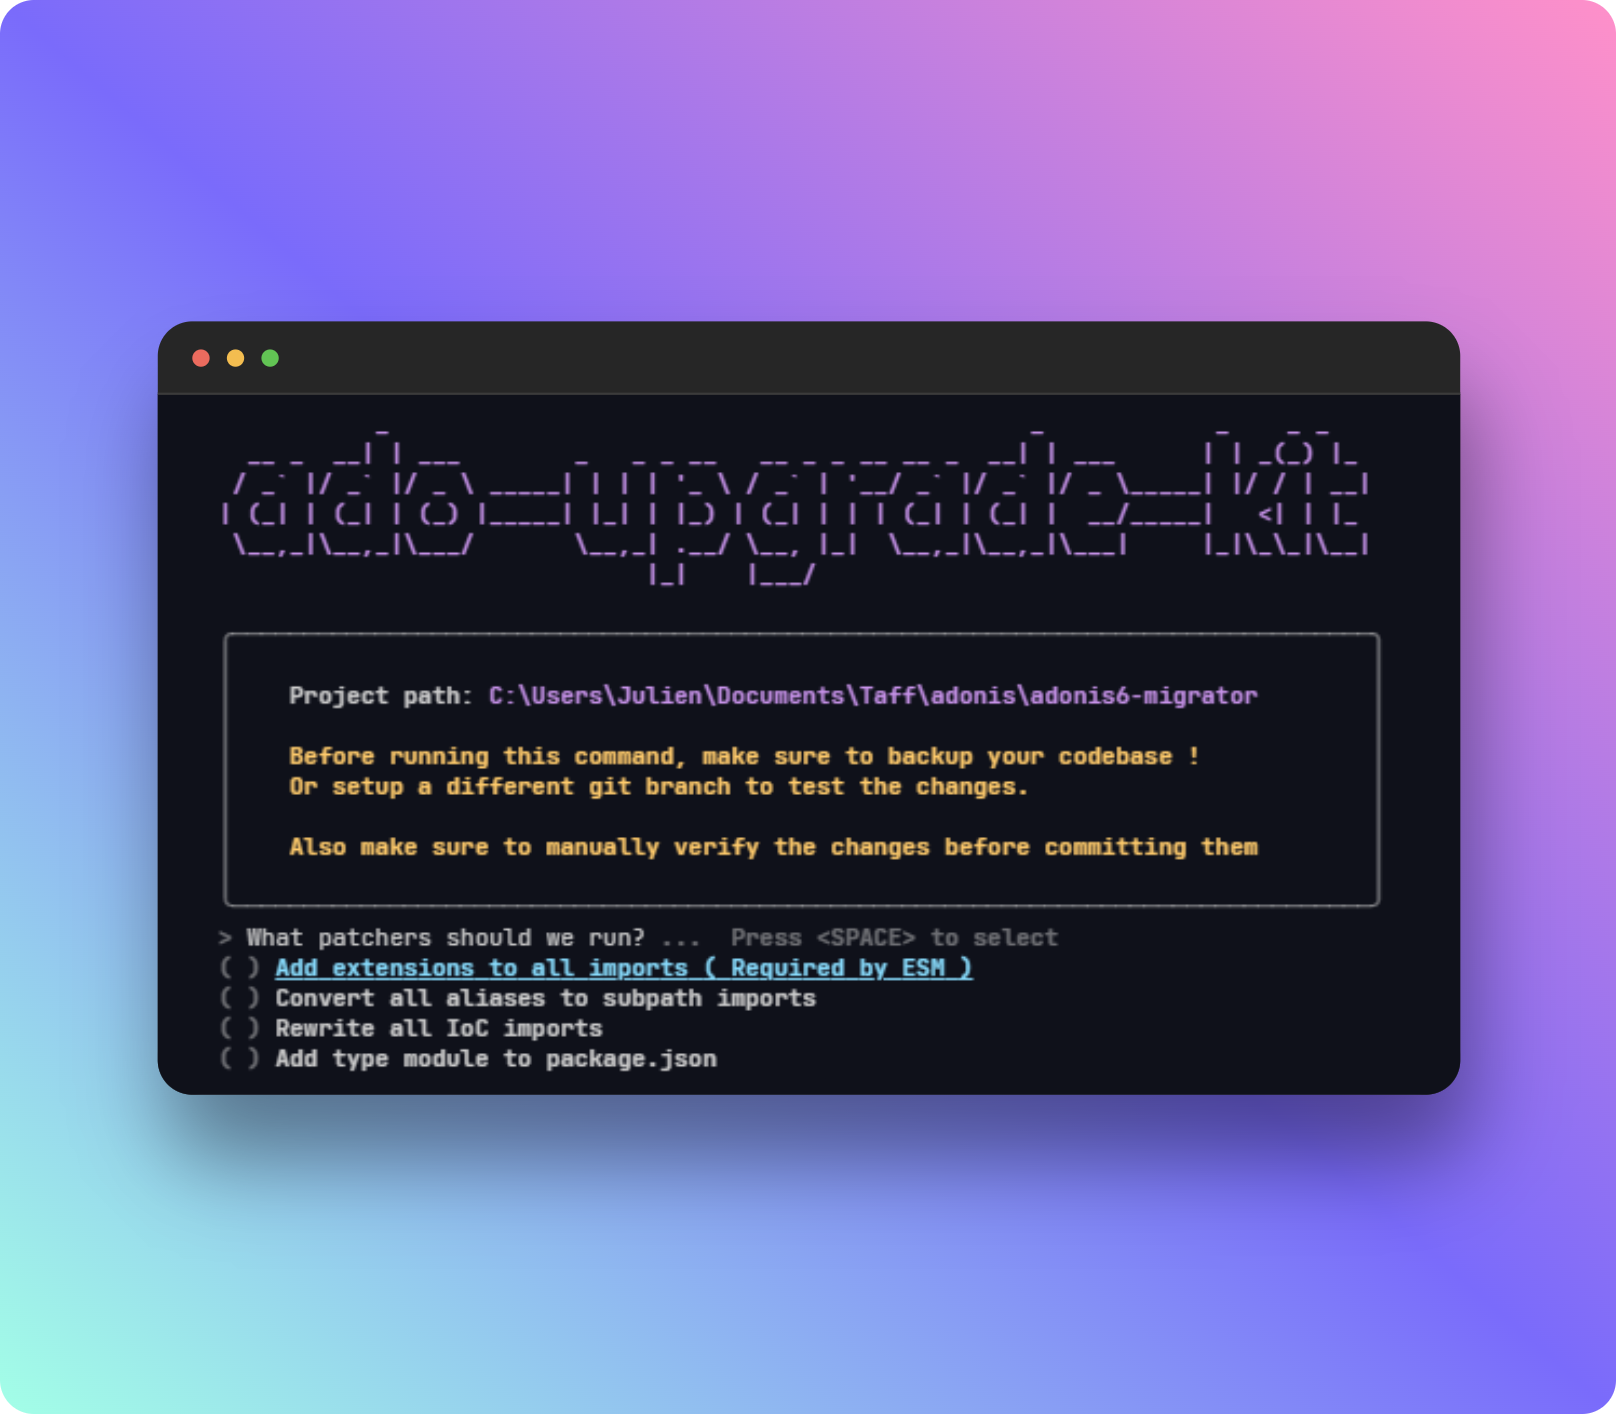 ado-upgrade-kit
Project path: C:\Users\Julien\Documents\Taff\adonis\adonis6-migrator
Before running this command, make sure to backup your codebase !
Or setup a different git branch to test the changes.
Also make sure to manually verify the changes before committing them
> What patchers should we run? ... Press <SPACE> to select
( ) Add extensions to all imports ( Required by ESM )
( ) Convert all aliases to subpath imports
( ) Rewrite all IoC imports
( ) Add type module to package.json